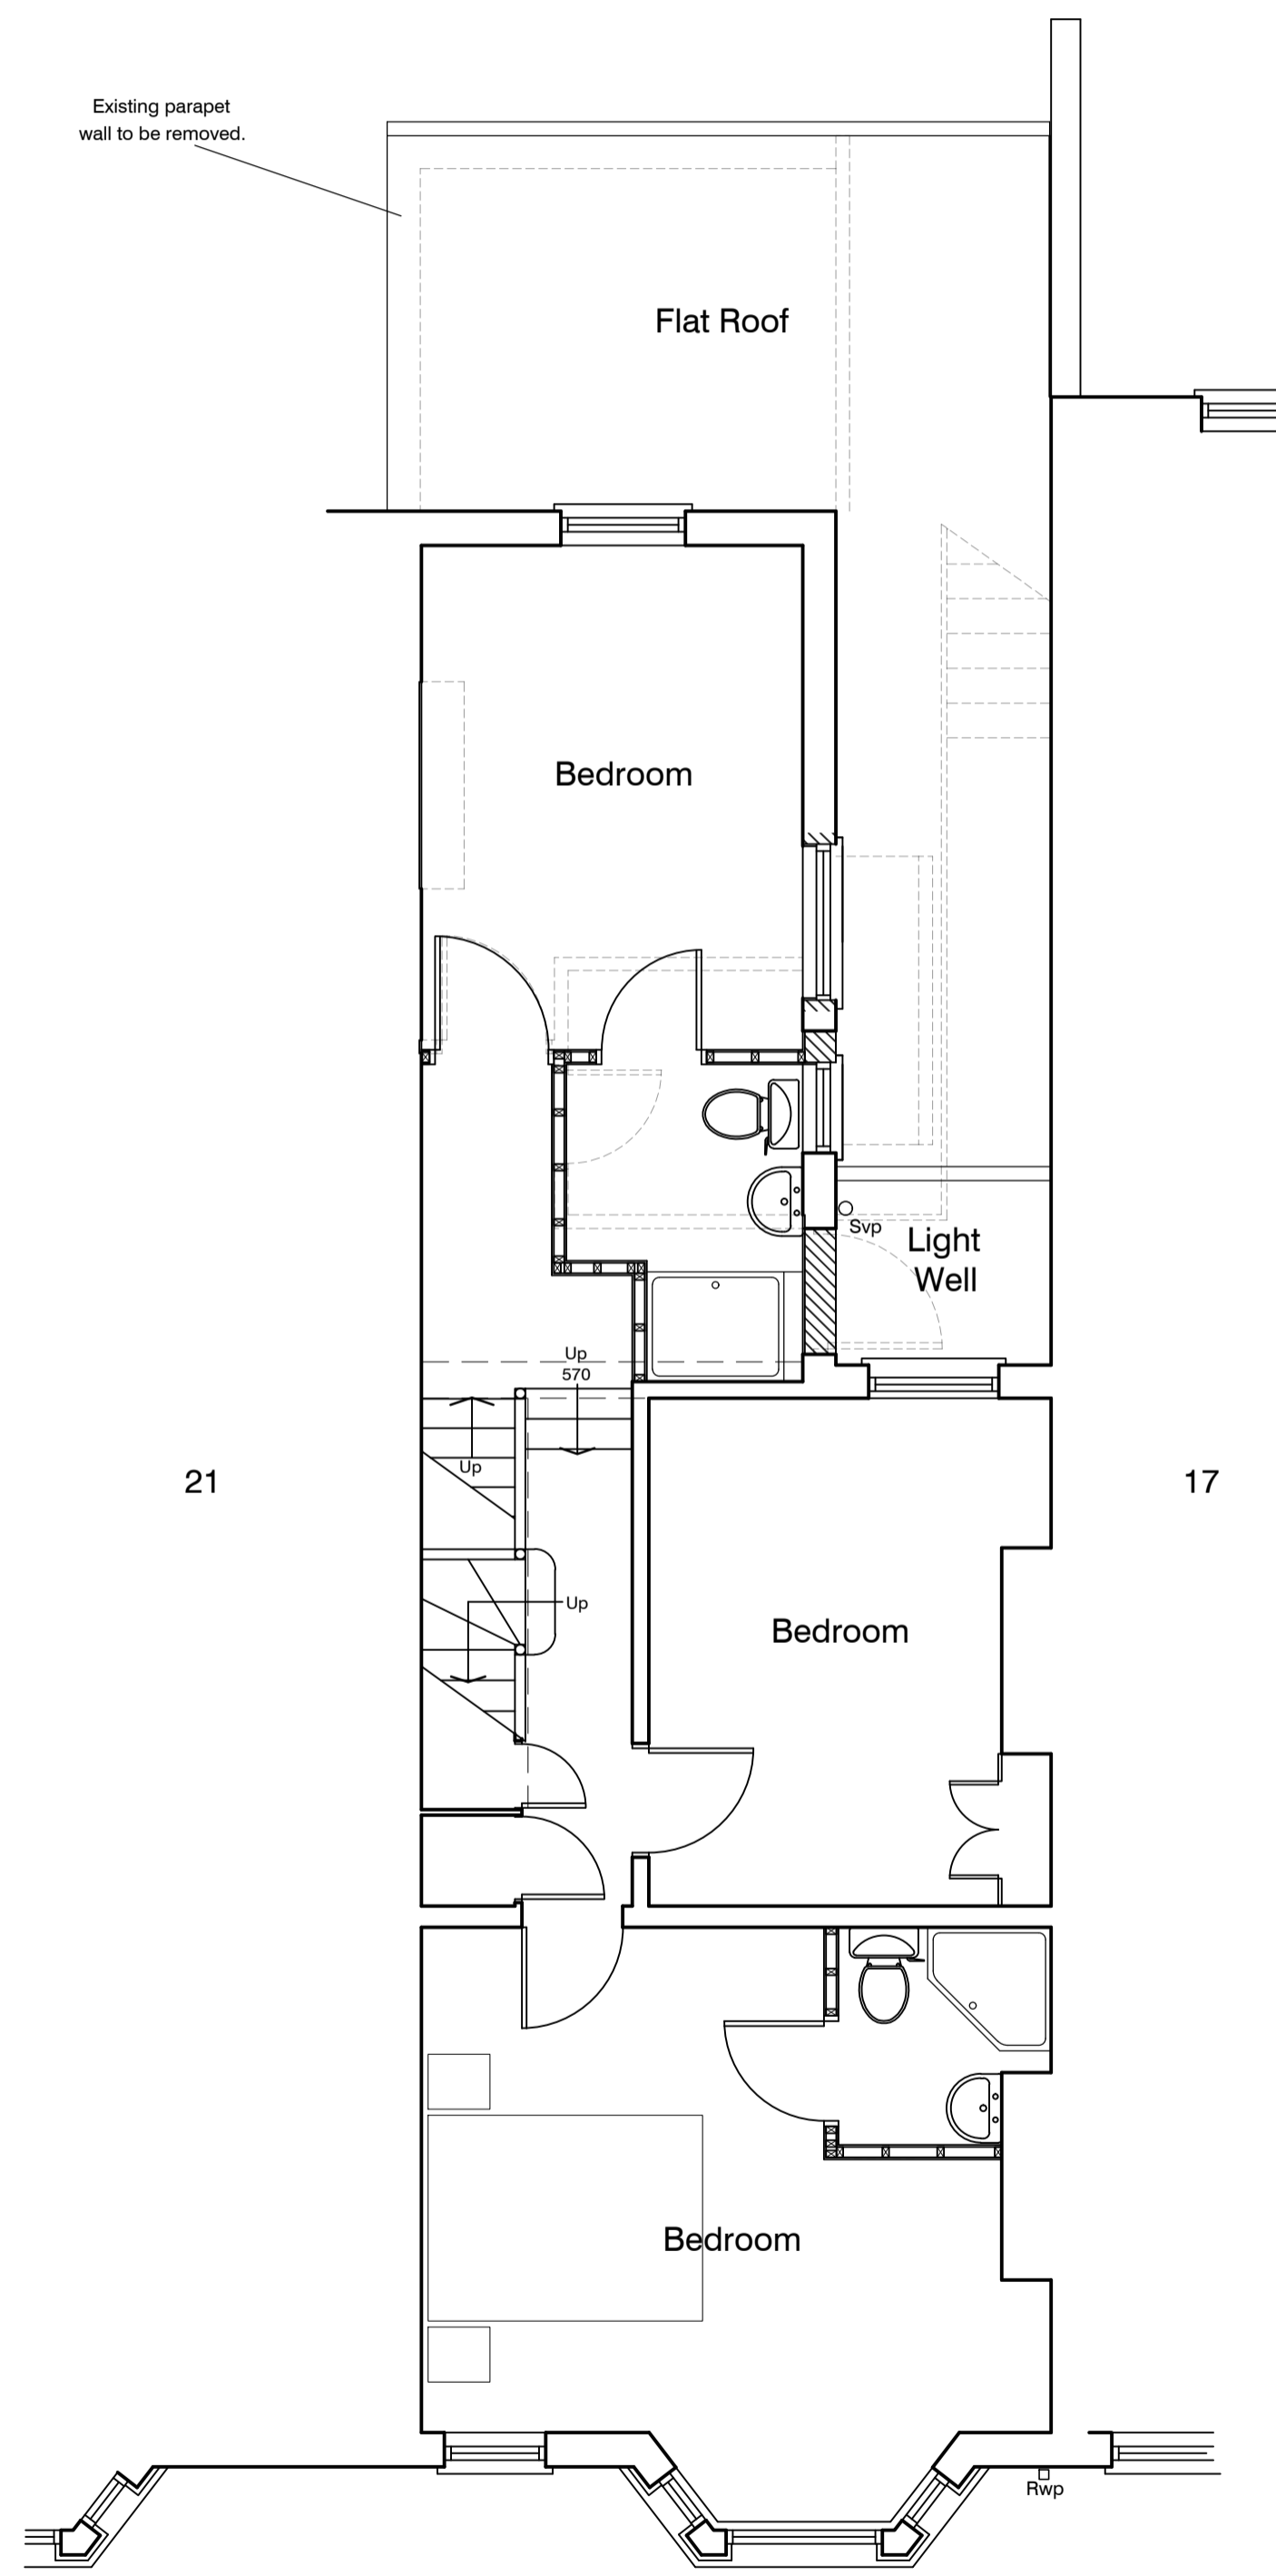 Existing parapet
wall to be removed.
Flat Roof
Bedroom
Svp
Light
Well
Up
570
Up
21
17
Up
Bedroom
Bedroom
Rwp